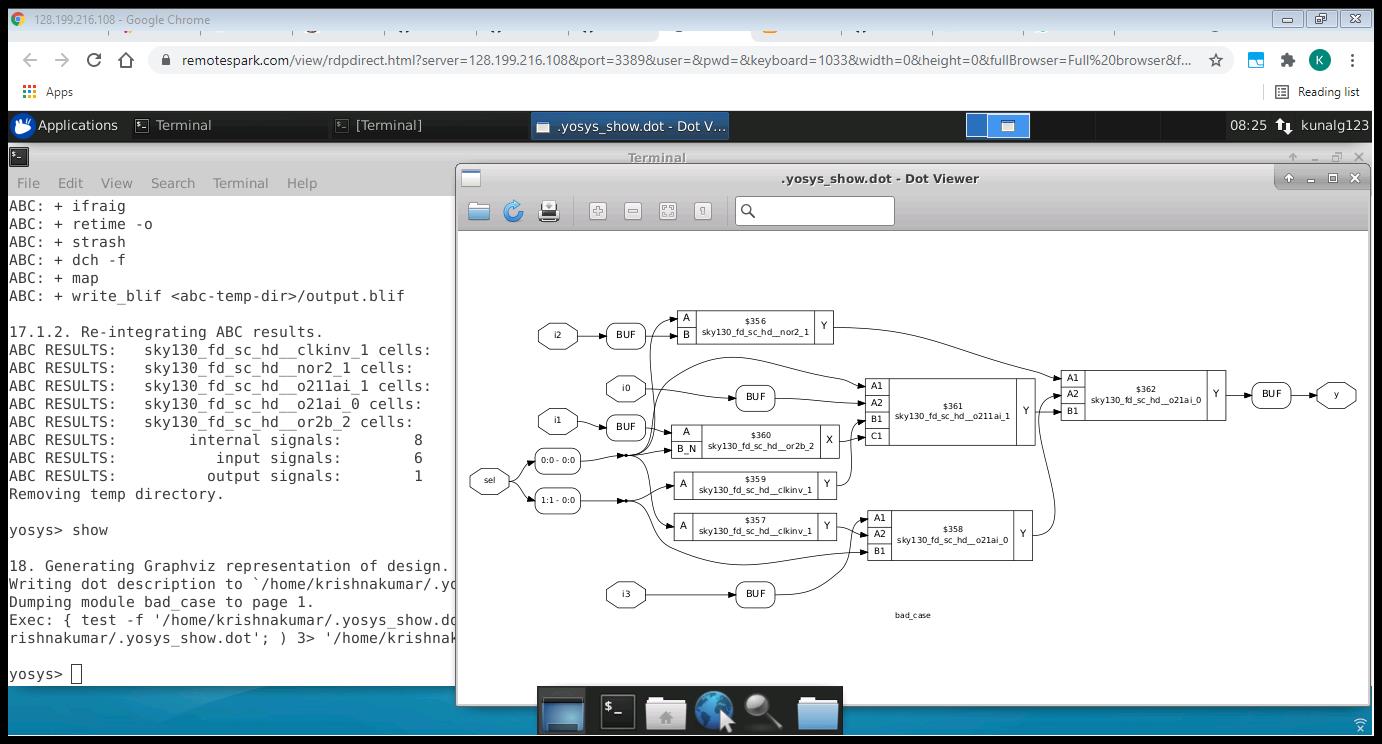 128.199.216.108 - Google Chrome
remotespark.com/view/rdpdirect.html?server=128.199.216.108&port=3389&user=&pwd=&keyboard=1033&width=0&height=0&fullBrowser=Full%20browser&f...
K
Apps
Reading list
Applications
Terminal
[Terminal]
.yosys_show.dot - Dot V...
08:25
kunalg123
Terminal
File Edit View Search Terminal Help
ABC: + ifraig
ABC: + retime -o
ABC: + strash
ABC: + dch -f
ABC: + map
ABC: + write_blif <abc-temp-dir>/output.blif
17.1.2. Re-integrating ABC results.
ABC RESULTS:   sky130_fd_sc_hd__clkinv_1 cells:
ABC RESULTS:   sky130_fd_sc_hd__nor2_1 cells:
ABC RESULTS:   sky130_fd_sc_hd__o211ai_1 cells:
ABC RESULTS:   sky130_fd_sc_hd__o21ai_0 cells:
ABC RESULTS:   sky130_fd_sc_hd__or2b_2 cells:
ABC RESULTS:        internal signals:        8
ABC RESULTS:           input signals:        6
ABC RESULTS:          output signals:        1
Removing temp directory.
yosys> show
18. Generating Graphviz representation of design.
Writing dot description to `/home/krishnakumar/.yo
Dumping module bad_case to page 1.
Exec: { test -f '/home/krishnakumar/.yosys_show.do
rishnakumar/.yosys_show.dot'; ) 3> '/home/krishnak
yosys>
.yosys_show.dot - Dot Viewer
i2
BUF
A
B
$356
sky130_fd_sc_hd__nor2_1
Y
i0
BUF
i1
BUF
A
B_N
$360
sky130_fd_sc_hd__or2b_2
X
A1
A2
B1
C1
$361
sky130_fd_sc_hd__o211ai_1
Y
A1
A2
B1
$362
sky130_fd_sc_hd__o21ai_0
Y
BUF
y
sel
0:0 - 0:0
1:1 - 0:0
A
$359
sky130_fd_sc_hd__clkinv_1
Y
A
$357
sky130_fd_sc_hd__clkinv_1
Y
A1
A2
B1
$358
sky130_fd_sc_hd__o21ai_0
Y
i3
BUF
bad_case